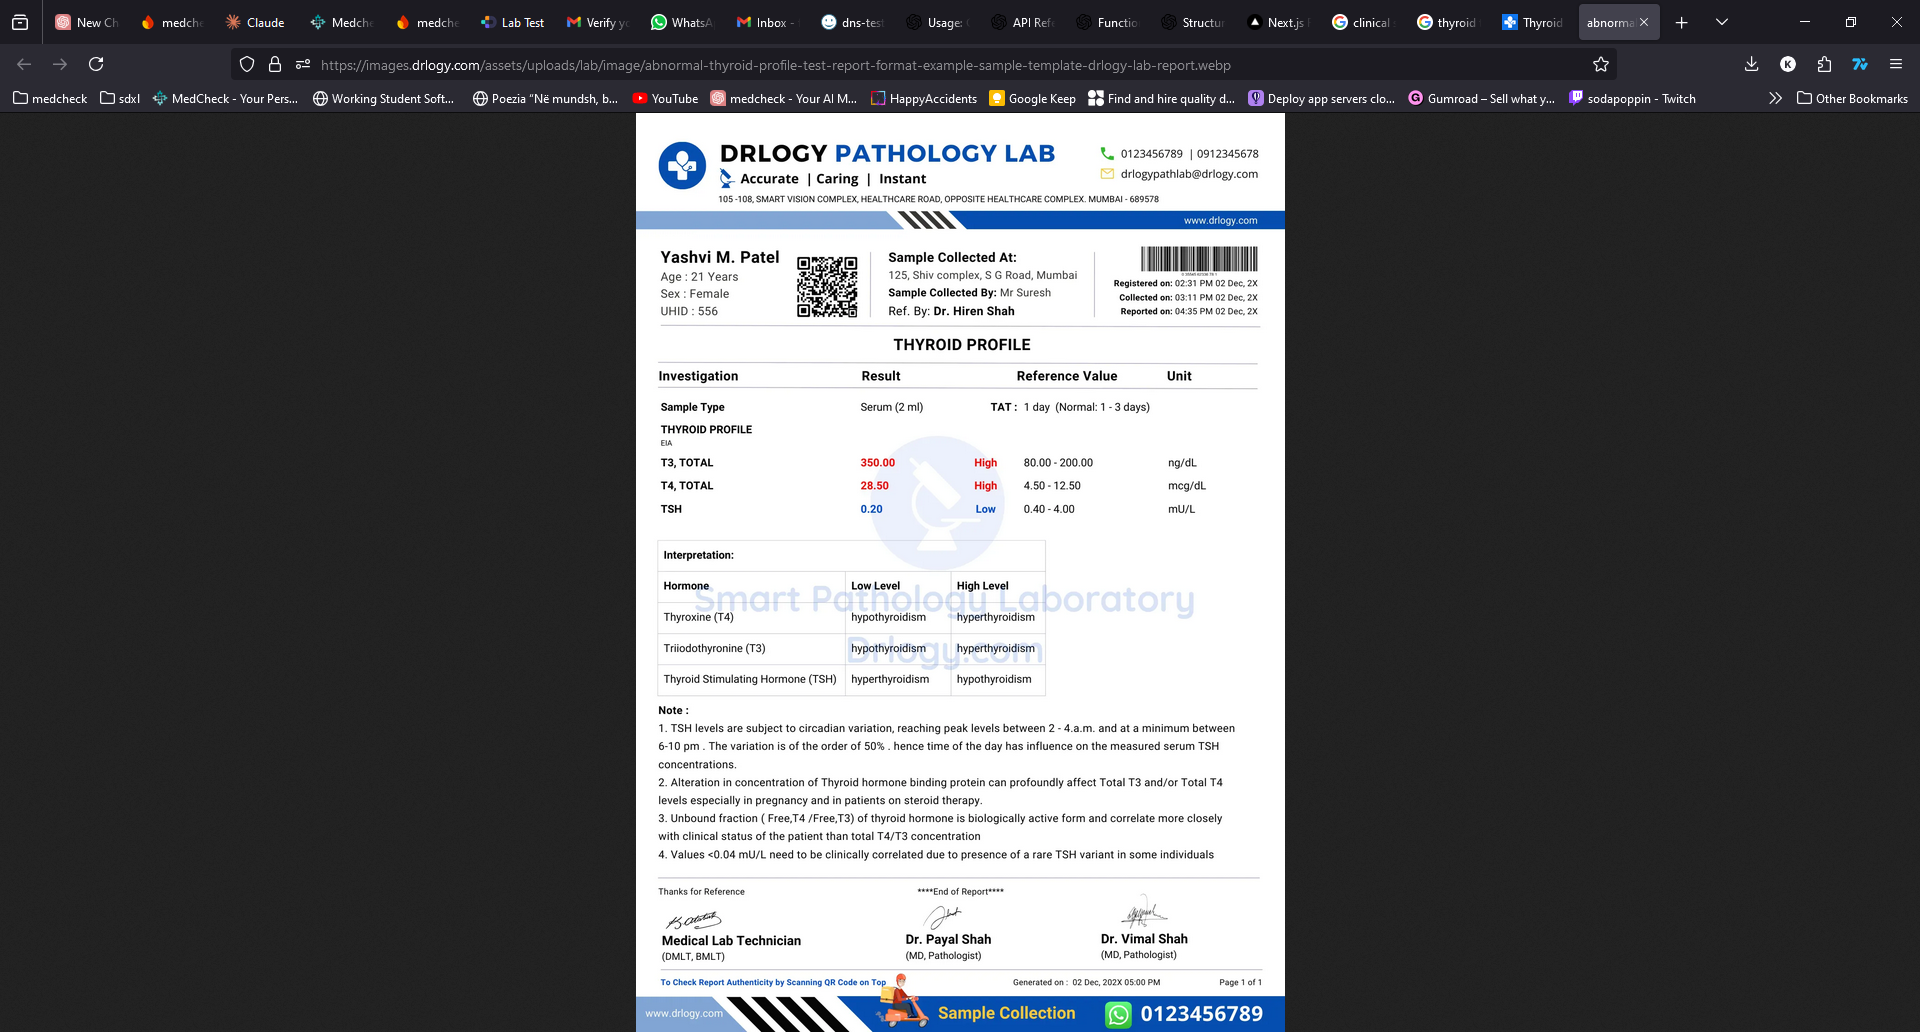 New Ch
medche
Claude
Medche
medche
Lab Test
Verify yo
WhatsA
Inbox -
dns-test
Usage:
API Refe
Functio
Structur
Next.js
clinical
thyroid
Thyroid
abnorma
https://images.drlogy.com/assets/uploads/lab/image/abnormal-thyroid-profile-test-report-format-example-sample-template-drlogy-lab-report.webp
medcheck
sdxl
MedCheck - Your Pers...
Working Student Soft...
Poezia “Në mundsh, b...
YouTube
medcheck - Your AI M...
HappyAccidents
Google Keep
Find and hire quality d...
Deploy app servers clo...
Gumroad – Sell what y...
sodapoppin - Twitch
Other Bookmarks
DRLOGY PATHOLOGY LAB
Accurate | Caring | Instant
0123456789 | 0912345678
drlogypathlab@drlogy.com
105 -108, SMART VISION COMPLEX, HEALTHCARE ROAD, OPPOSITE HEALTHCARE COMPLEX. MUMBAI - 689578
www.drlogy.com
Yashvi M. Patel
Age : 21 Years
Sex : Female
UHID : 556
Sample Collected At:
125, Shiv complex, S G Road, Mumbai
Sample Collected By: Mr Suresh
Ref. By: Dr. Hiren Shah
Registered on: 02:31 PM 02 Dec, 2X
Collected on: 03:11 PM 02 Dec, 2X
Reported on: 04:35 PM 02 Dec, 2X
THYROID PROFILE
Investigation Result Reference Value Unit
Sample Type Serum (2 ml) TAT : 1 day (Normal: 1 - 3 days)
THYROID PROFILE
EIA
T3, TOTAL 350.00 High 80.00 - 200.00 ng/dL
T4, TOTAL 28.50 High 4.50 - 12.50 mcg/dL
TSH 0.20 Low 0.40 - 4.00 mU/L
Interpretation:
Hormone Low Level High Level
Smart Pathology Laboratory
Thyroxine (T4) hypothyroidism hyperthyroidism
Triiodothyronine (T3) hypothyroidism hyperthyroidism
Drlogy.com
Thyroid Stimulating Hormone (TSH) hyperthyroidism hypothyroidism
Note :
1. TSH levels are subject to circadian variation, reaching peak levels between 2 - 4.a.m. and at a minimum between
6-10 pm . The variation is of the order of 50% . hence time of the day has influence on the measured serum TSH
concentrations.
2. Alteration in concentration of Thyroid hormone binding protein can profoundly affect Total T3 and/or Total T4
levels especially in pregnancy and in patients on steroid therapy.
3. Unbound fraction ( Free,T4 /Free,T3) of thyroid hormone is biologically active form and correlate more closely
with clinical status of the patient than total T4/T3 concentration
4. Values <0.04 mU/L need to be clinically correlated due to presence of a rare TSH variant in some individuals
Thanks for Reference
****End of Report****
Medical Lab Technician
(DMLT, BMLT)
Dr. Payal Shah
(MD, Pathologist)
Dr. Vimal Shah
(MD, Pathologist)
To Check Report Authenticity by Scanning QR Code on Top
Generated on : 02 Dec, 202X 05:00 PM
Page 1 of 1
www.drlogy.com
Sample Collection
0123456789